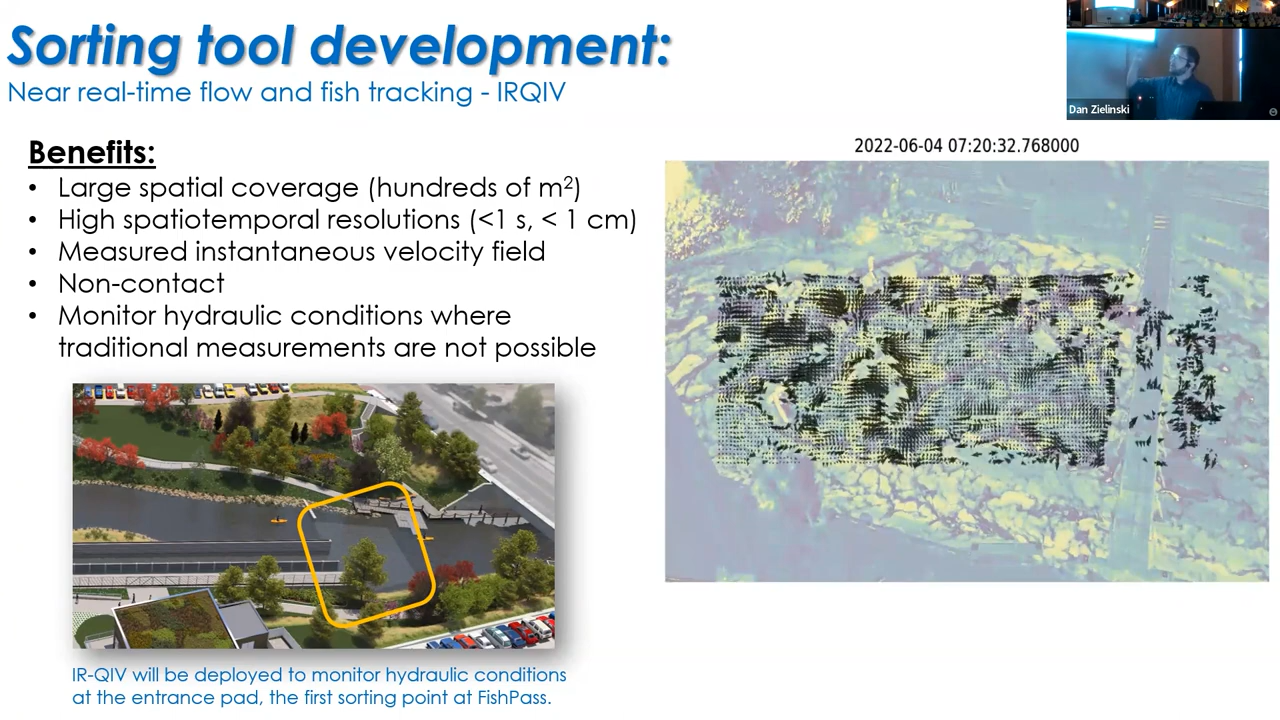 Sorting tool development:
Near real-time flow and fish tracking - IRQIV
Dan Zielinski
Benefits:
• Large spatial coverage (hundreds of m²)
• High spatiotemporal resolutions (<1 s, < 1 cm)
• Measured instantaneous velocity field
• Non-contact
• Monitor hydraulic conditions where
traditional measurements are not possible
2022-06-04 07:20:32.768000
IR-QIV will be deployed to monitor hydraulic conditions
at the entrance pad, the first sorting point at FishPass.